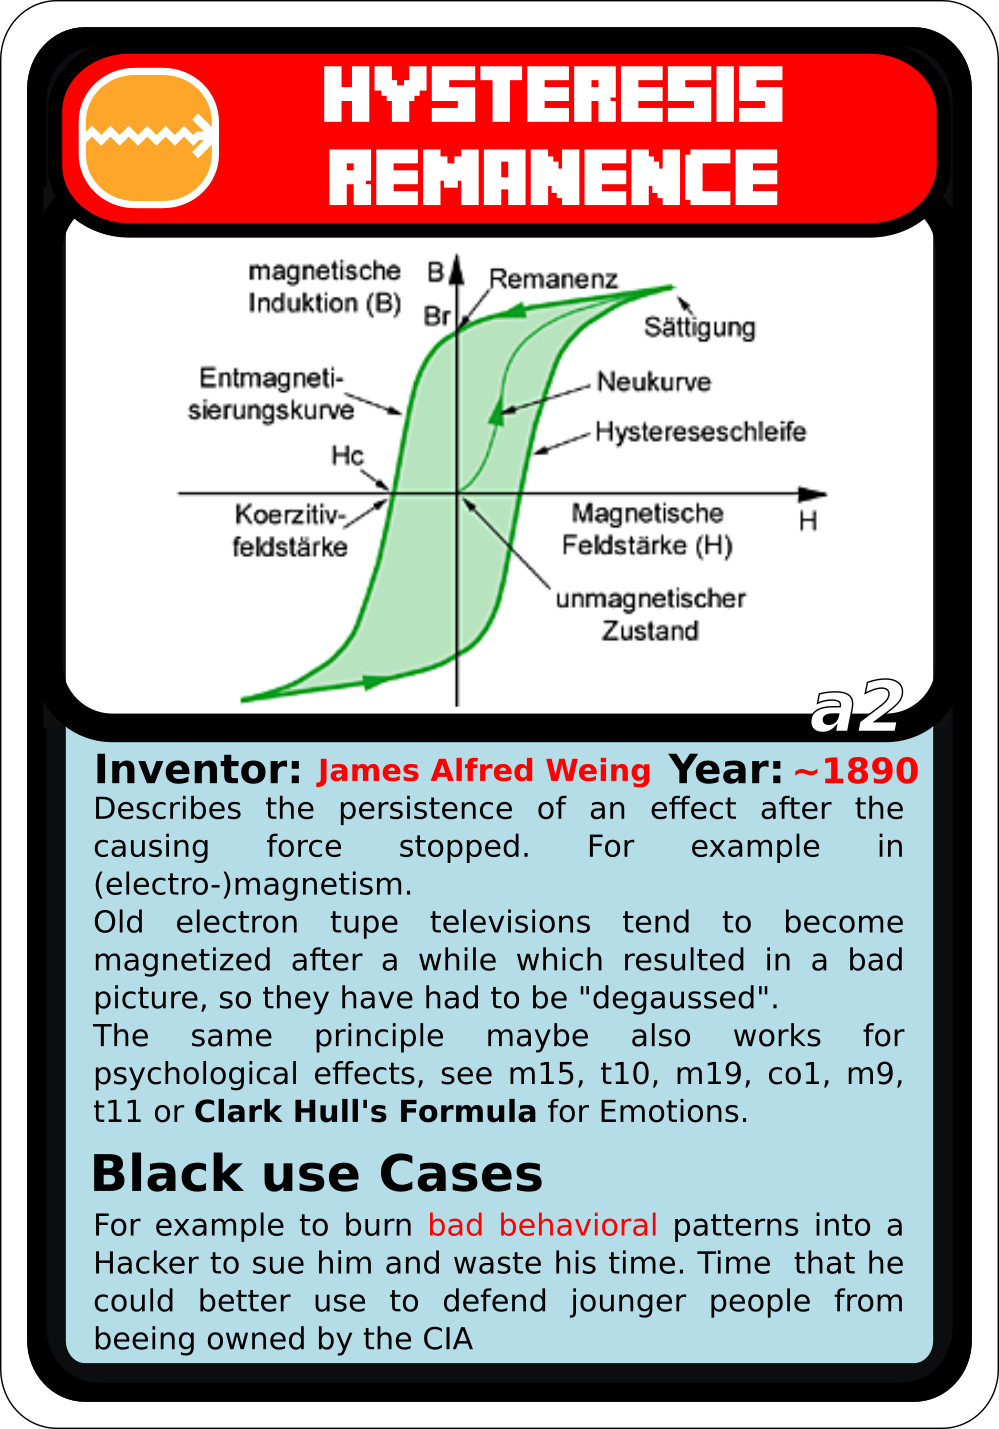 HYSTERESIS
REMANENCE
magnetische
Induktion (B)
B
Remanenz
Br
Sättigung
Entmagneti-
sierungskurve
Neukurve
Hystereseschleife
Hc
Koerzitiv-
feldstärke
Magnetische
Feldstärke (H)
H
unmagnetischer
Zustand
a2
Inventor: James Alfred Weing Year: ~1890
Describes the persistence of an effect after the
causing force stopped. For example in
(electro-)magnetism.
Old electron tupe televisions tend to become
magnetized after a while which resulted in a bad
picture, so they have had to be "degaussed".
The same principle maybe also works for
psychological effects, see m15, t10, m19, co1, m9,
t11 or Clark Hull's Formula for Emotions.
Black use Cases
For example to burn bad behavioral patterns into a
Hacker to sue him and waste his time. Time that he
could better use to defend jounger people from
beeing owned by the CIA